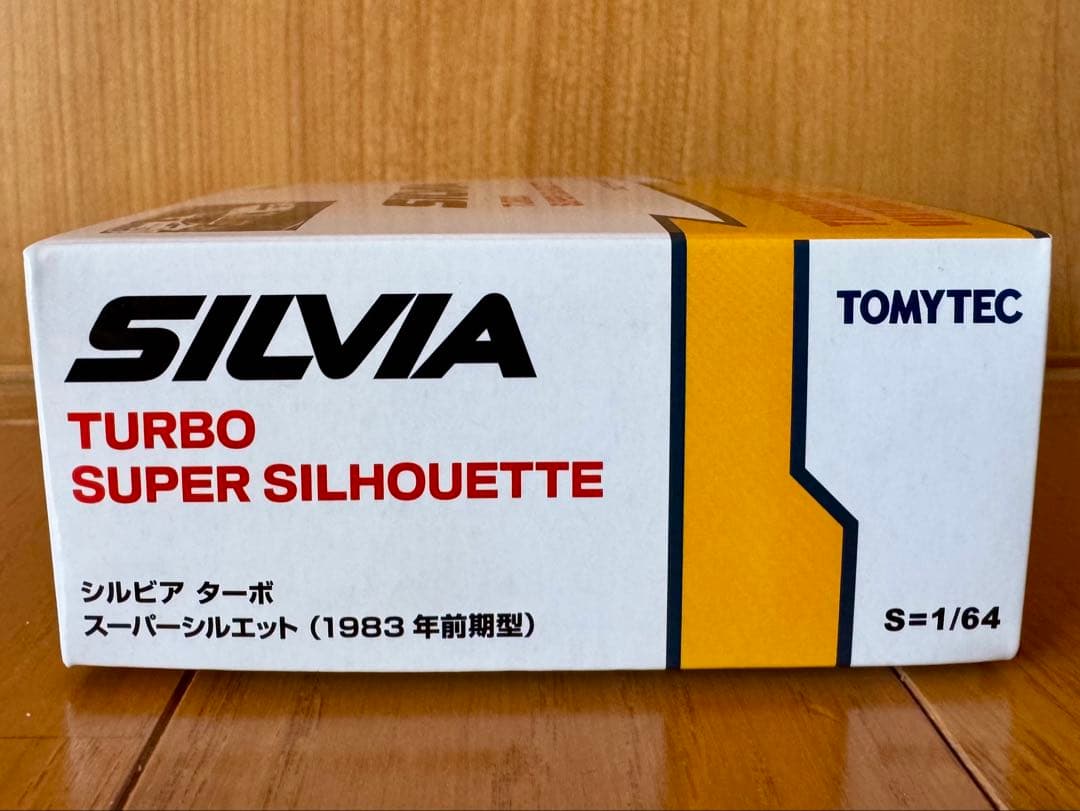 SILVIA
TURBO
SUPER SILHOUETTE
シルビア ターボ
スーパーシルエット（1983 年前期型）
TOMYTEC
S=1/64